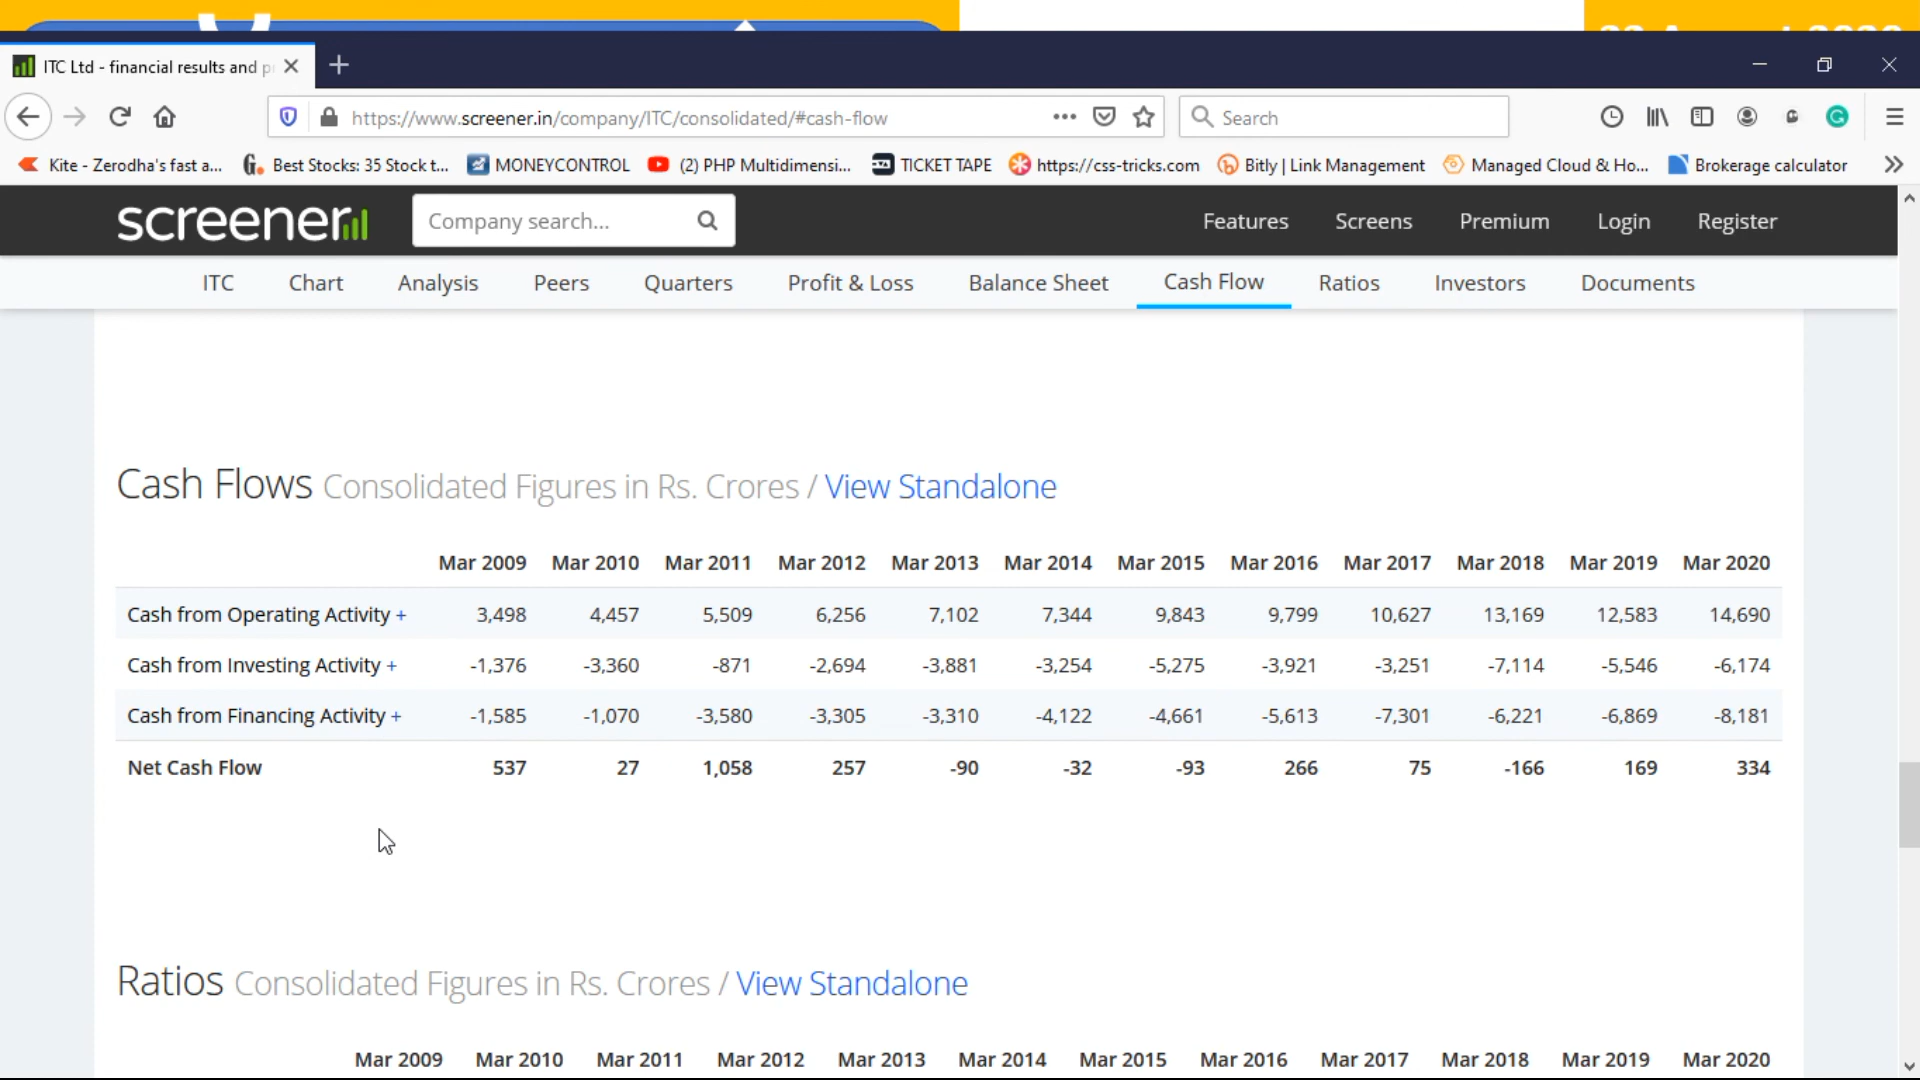 ITC Ltd - financial results and p
https://www.screener.in/company/ITC/consolidated/#cash-flow
Search
Kite - Zerodha's fast a... Best Stocks: 35 Stock t... MONEYCONTROL (2) PHP Multidimensi... TICKET TAPE https://css-tricks.com Bitly | Link Management Managed Cloud & Ho... Brokerage calculator
screener Company search... Features Screens Premium Login Register
ITC Chart Analysis Peers Quarters Profit & Loss Balance Sheet Cash Flow Ratios Investors Documents
Cash Flows Consolidated Figures in Rs. Crores / View Standalone
Mar 2009 Mar 2010 Mar 2011 Mar 2012 Mar 2013 Mar 2014 Mar 2015 Mar 2016 Mar 2017 Mar 2018 Mar 2019 Mar 2020
Cash from Operating Activity + 3,498 4,457 5,509 6,256 7,102 7,344 9,843 9,799 10,627 13,169 12,583 14,690
Cash from Investing Activity + -1,376 -3,360 -871 -2,694 -3,881 -3,254 -5,275 -3,921 -3,251 -7,114 -5,546 -6,174
Cash from Financing Activity + -1,585 -1,070 -3,580 -3,305 -3,310 -4,122 -4,661 -5,613 -7,301 -6,221 -6,869 -8,181
Net Cash Flow 537 27 1,058 257 -90 -32 -93 266 75 -166 169 334
Ratios Consolidated Figures in Rs. Crores / View Standalone
Mar 2009 Mar 2010 Mar 2011 Mar 2012 Mar 2013 Mar 2014 Mar 2015 Mar 2016 Mar 2017 Mar 2018 Mar 2019 Mar 2020